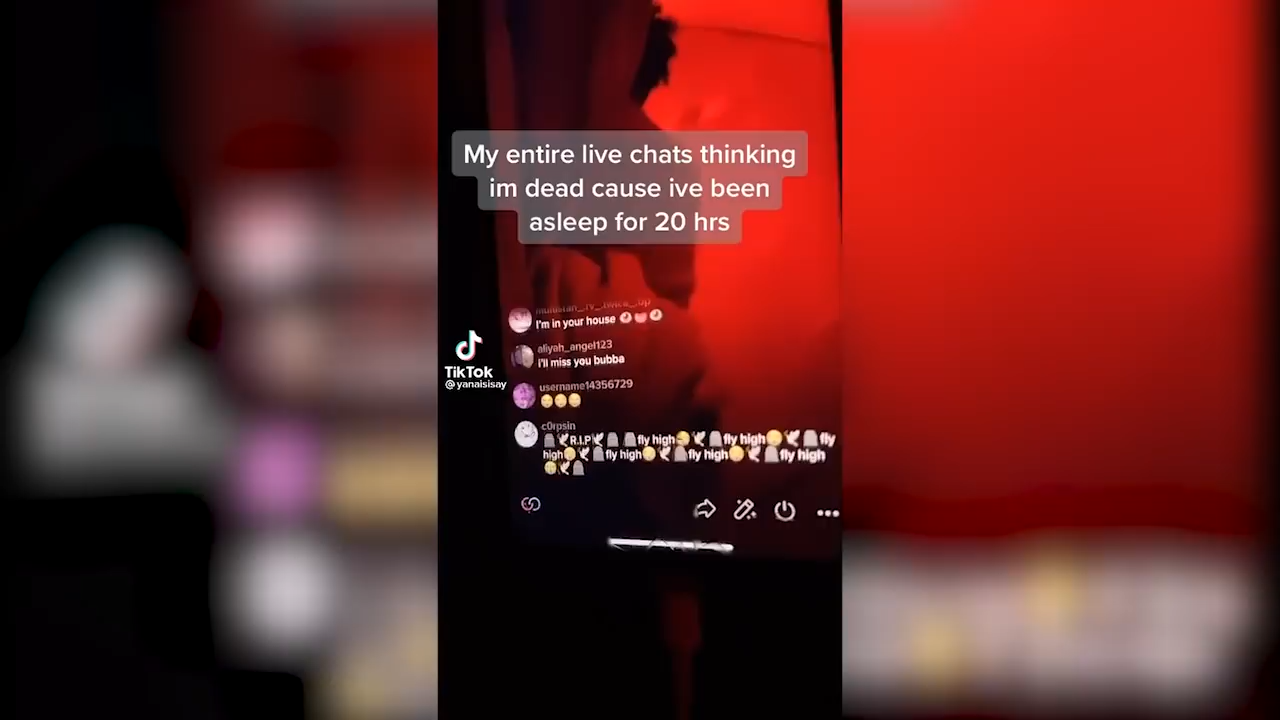 My entire live chats thinking
im dead cause ive been
asleep for 20 hrs
I'm in your house
aliyah_angel123
i'll miss you bubba
TikTok
@yanaisisay
username14356729
😔😔😔
c0rpsin
🪦🕊R.I.P🕊🪦 🪦fly high😔🕊 🪦fly high😔🕊 🪦fly
high😔🕊 🪦fly high😔🕊 🪦fly high😔🕊 🪦fly high
😔🕊🪦